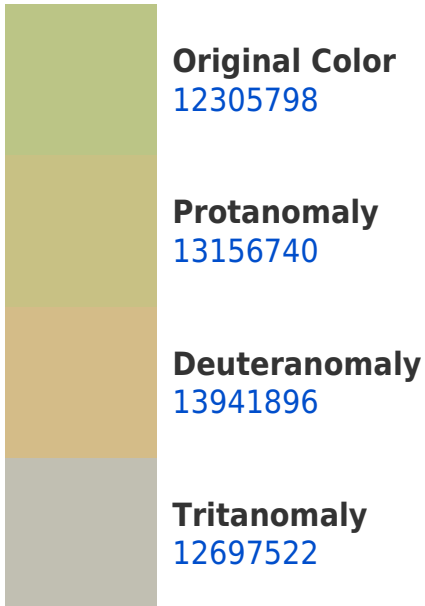 Original Color
12305798
Protanomaly
13156740
Deuteranomaly
13941896
Tritanomaly
12697522